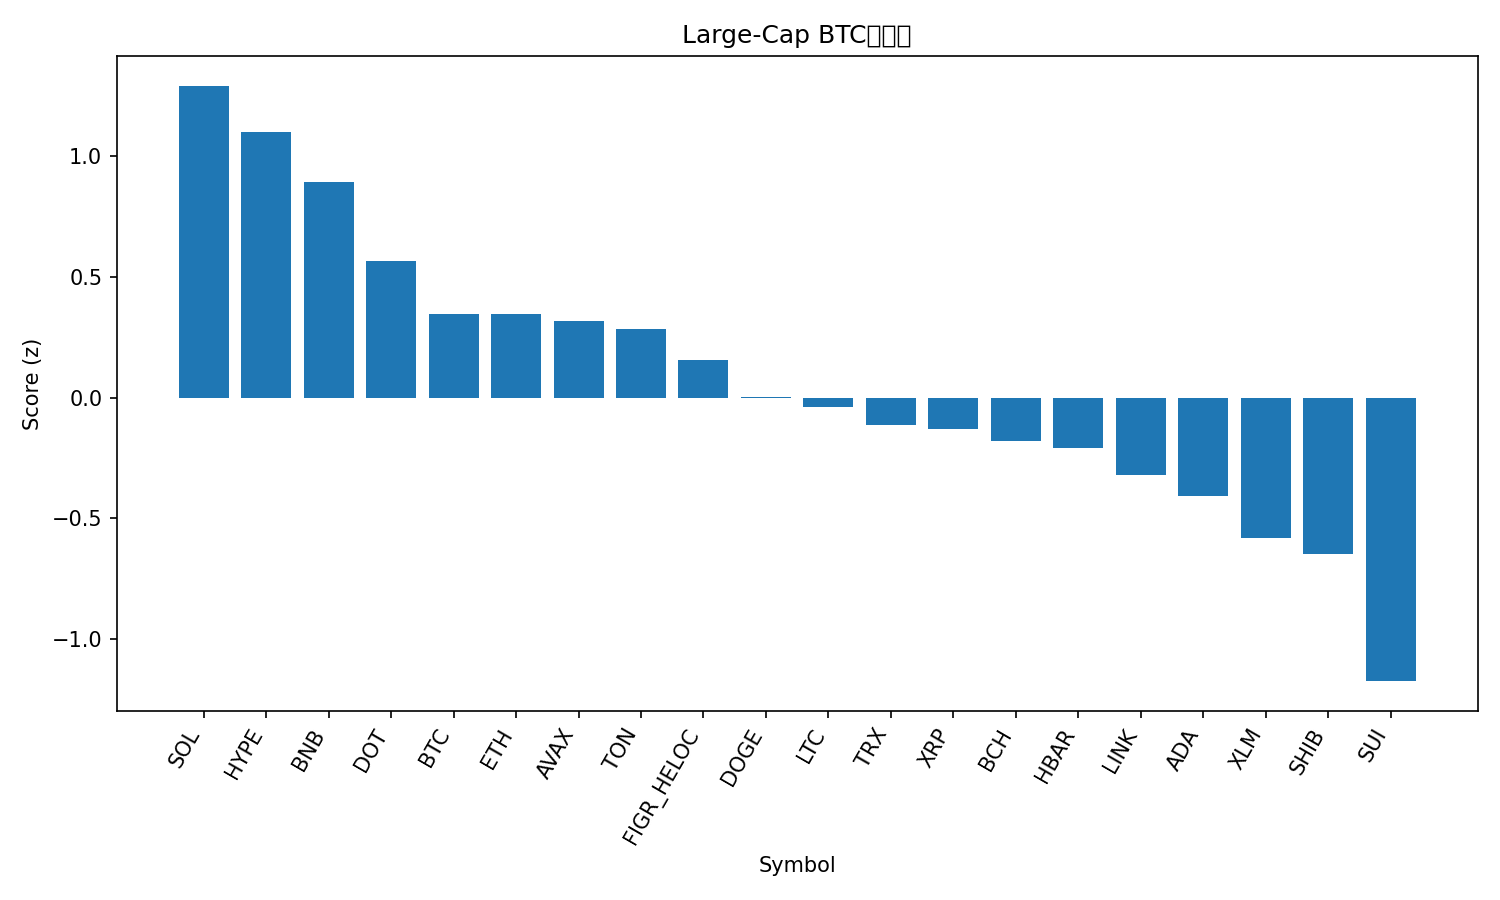 Large-Cap BTC
Score (z)
1.0
0.5
0.0
−0.5
−1.0
SOL
HYPE
BNB
DOT
BTC
ETH
AVAX
TON
FIGR_HELOC
DOGE
LTC
TRX
XRP
BCH
HBAR
LINK
ADA
XLM
SHIB
SUI
Symbol